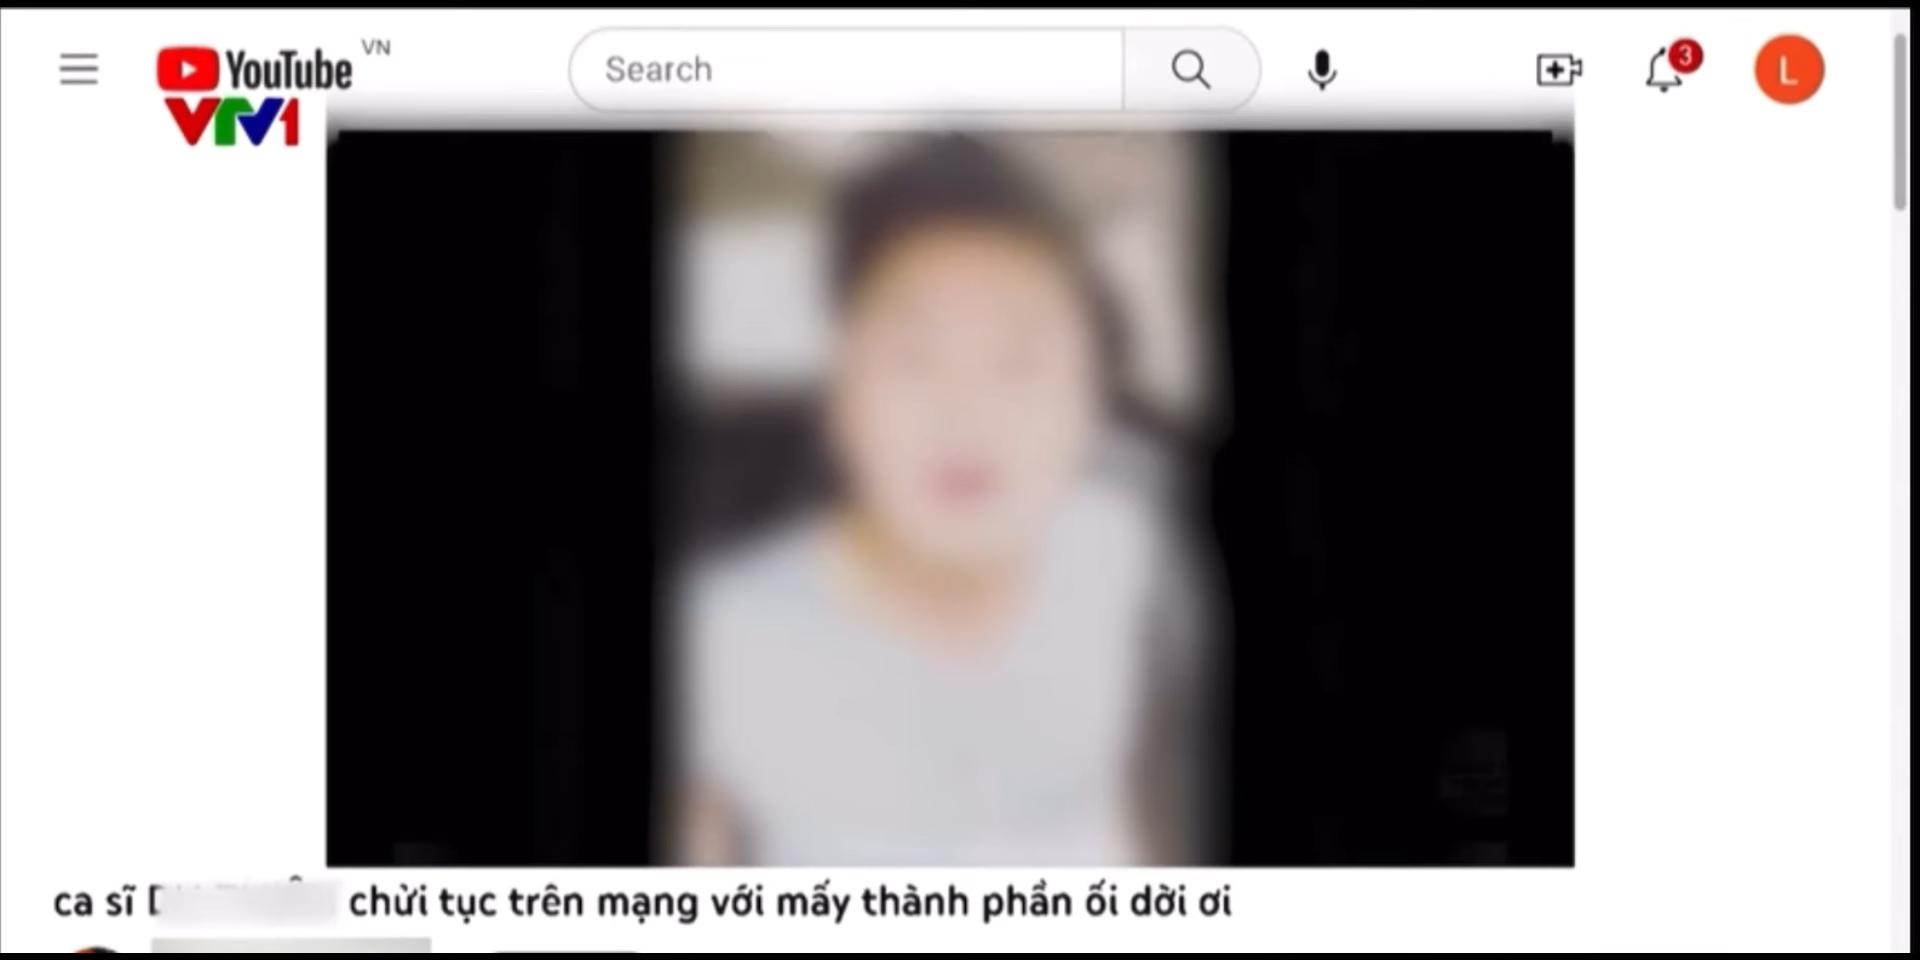 YouTube VN
VTV1
Search
3
L
ca sĩ chửi tục trên mạng với mấy thành phần ối dời ơi